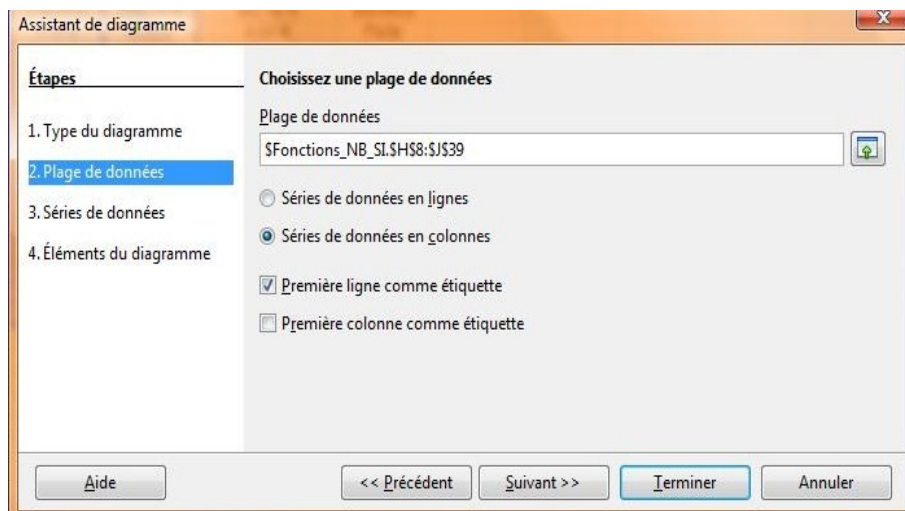 Assistant de diagramme
Étapes
1. Type du diagramme
2. Plage de données
3. Séries de données
4. Éléments du diagramme
Choisissez une plage de données
Plage de données
$Fonctions_NB_SI.$H$8:$J$39
Séries de données en lignes
Séries de données en colonnes
Première ligne comme étiquette
Première colonne comme étiquette
Aide
<< Précédent
Suivant >>
Terminer
Annuler